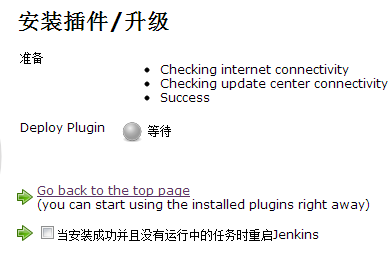 安装插件/升级
准备
Checking internet connectivity
Checking update center connectivity
Success
Deploy Plugin 等待
Go back to the top page
(you can start using the installed plugins right away)
当安装成功并且没有运行中的任务时重启Jenkins